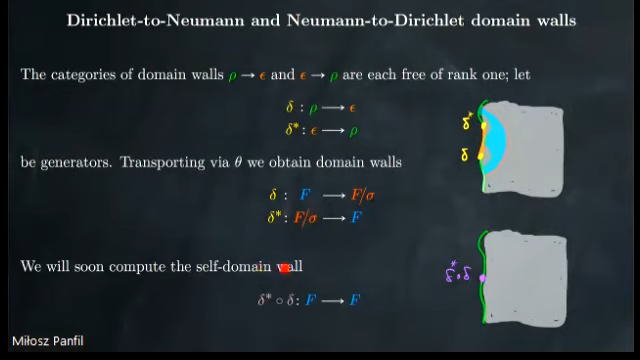 Dirichlet-to-Neumann and Neumann-to-Dirichlet domain walls
The categories of domain walls ρ → ϵ and ϵ → ρ are each free of rank one; let
δ : ρ ⟶ ϵ
δ* : ϵ ⟶ ρ
δ*
δ
be generators. Transporting via θ we obtain domain walls
δ : F ⟶ F/σ
δ* : F/σ ⟶ F
We will soon compute the self-domain wall
δ* ∘ δ : F ⟶ F
δ*∘δ
Miłosz Panfil